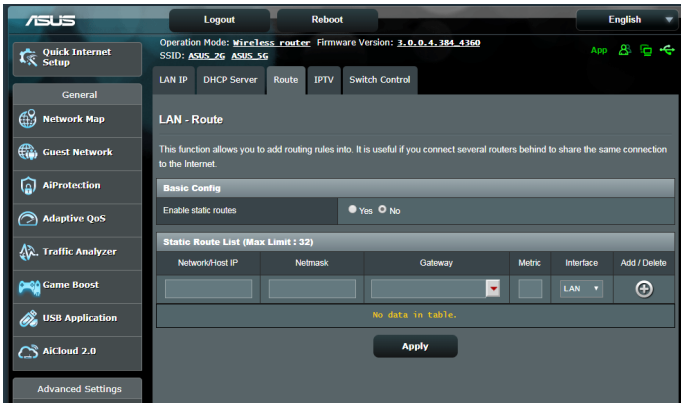 ASUS
Logout
Reboot
English
Operation Mode: Wireless router Firmware Version: 3.0.0.4.384_4360
SSID: ASUS_2G ASUS_5G
App
Quick Internet
Setup
General
Network Map
Guest Network
AiProtection
Adaptive QoS
Traffic Analyzer
Game Boost
USB Application
AiCloud 2.0
Advanced Settings
LAN IP DHCP Server Route IPTV Switch Control
LAN - Route
This function allows you to add routing rules into. It is useful if you connect several routers behind to share the same connection
to the Internet.
Basic Config
Enable static routes Yes No
Static Route List (Max Limit : 32)
Network/Host IP Netmask Gateway Metric Interface Add / Delete
LAN
No data in table.
Apply